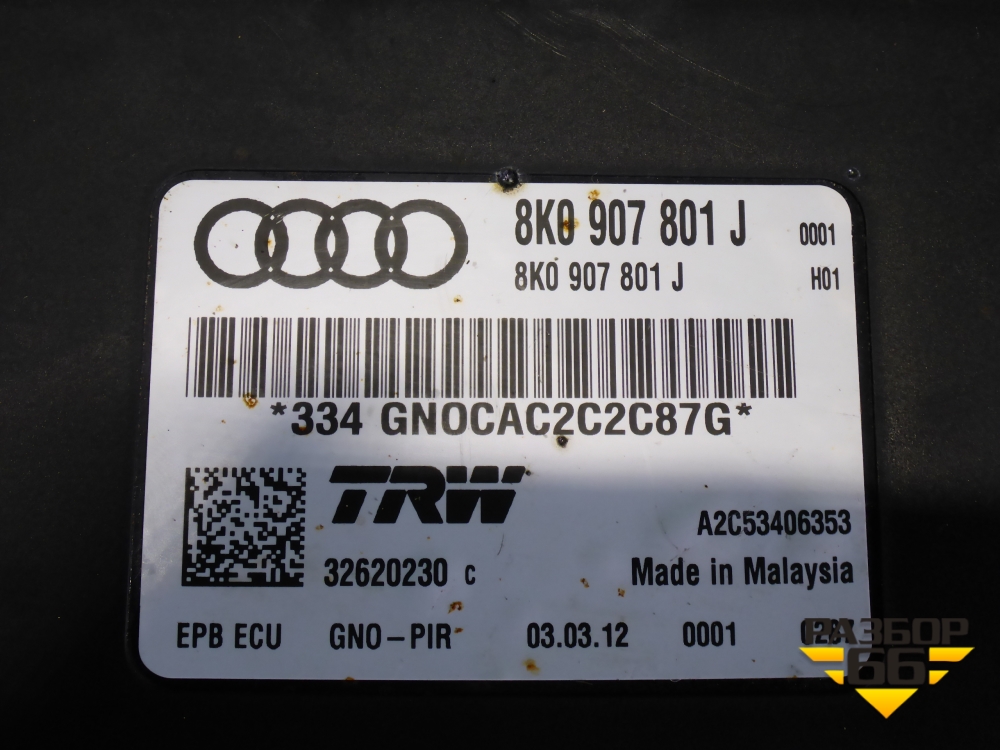 8K0 907 801 J 0001
8K0 907 801 J H01
*334 GNOCAC2C2C87G*
TRW
A2C53406353
32620230 C Made in Malaysia
EPB ECU GNO-PIR 03.03.12 0001
РАЗБОР
66